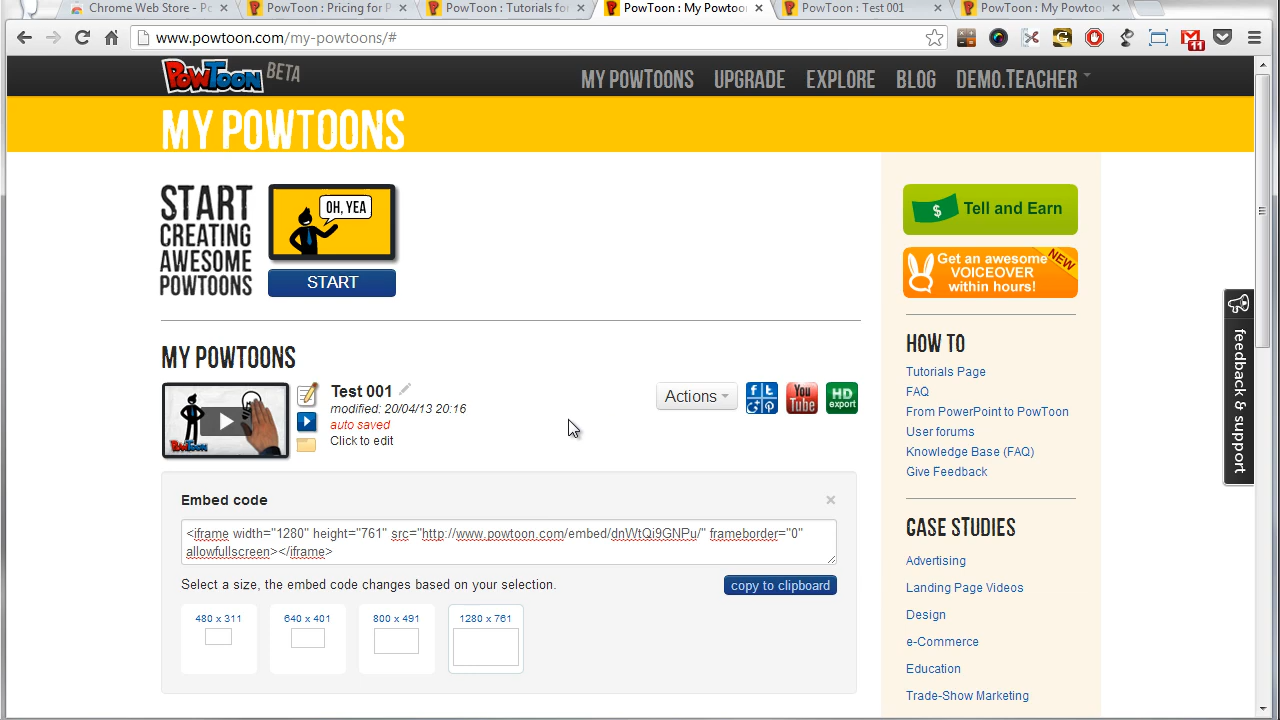 Chrome Web Store - Po
PowToon : Pricing for P
PowToon : Tutorials for
PowToon : My Powtoo
PowToon : Test 001
PowToon : My Powtoo
www.powtoon.com/my-powtoons/#
11
POWTOON BETA
MY POWTOONS UPGRADE EXPLORE BLOG DEMO.TEACHER
MY POWTOONS
START
CREATING
AWESOME
POWTOONS
OH, YEA
START
MY POWTOONS
POWTOON
Test 001
modified: 20/04/13 20:16
auto saved
Click to edit
Actions
You
Tube
HD
export
Embed code
<iframe width="1280" height="761" src="http://www.powtoon.com/embed/dnWtQi9GNPu/" frameborder="0"
allowfullscreen></iframe>
Select a size, the embed code changes based on your selection.
copy to clipboard
480 x 311
640 x 401
800 x 491
1280 x 761
$ Tell and Earn
Get an awesome
VOICEOVER
within hours!
NEW
HOW TO
Tutorials Page
FAQ
From PowerPoint to PowToon
User forums
Knowledge Base (FAQ)
Give Feedback
CASE STUDIES
Advertising
Landing Page Videos
Design
e-Commerce
Education
Trade-Show Marketing
feedback & support